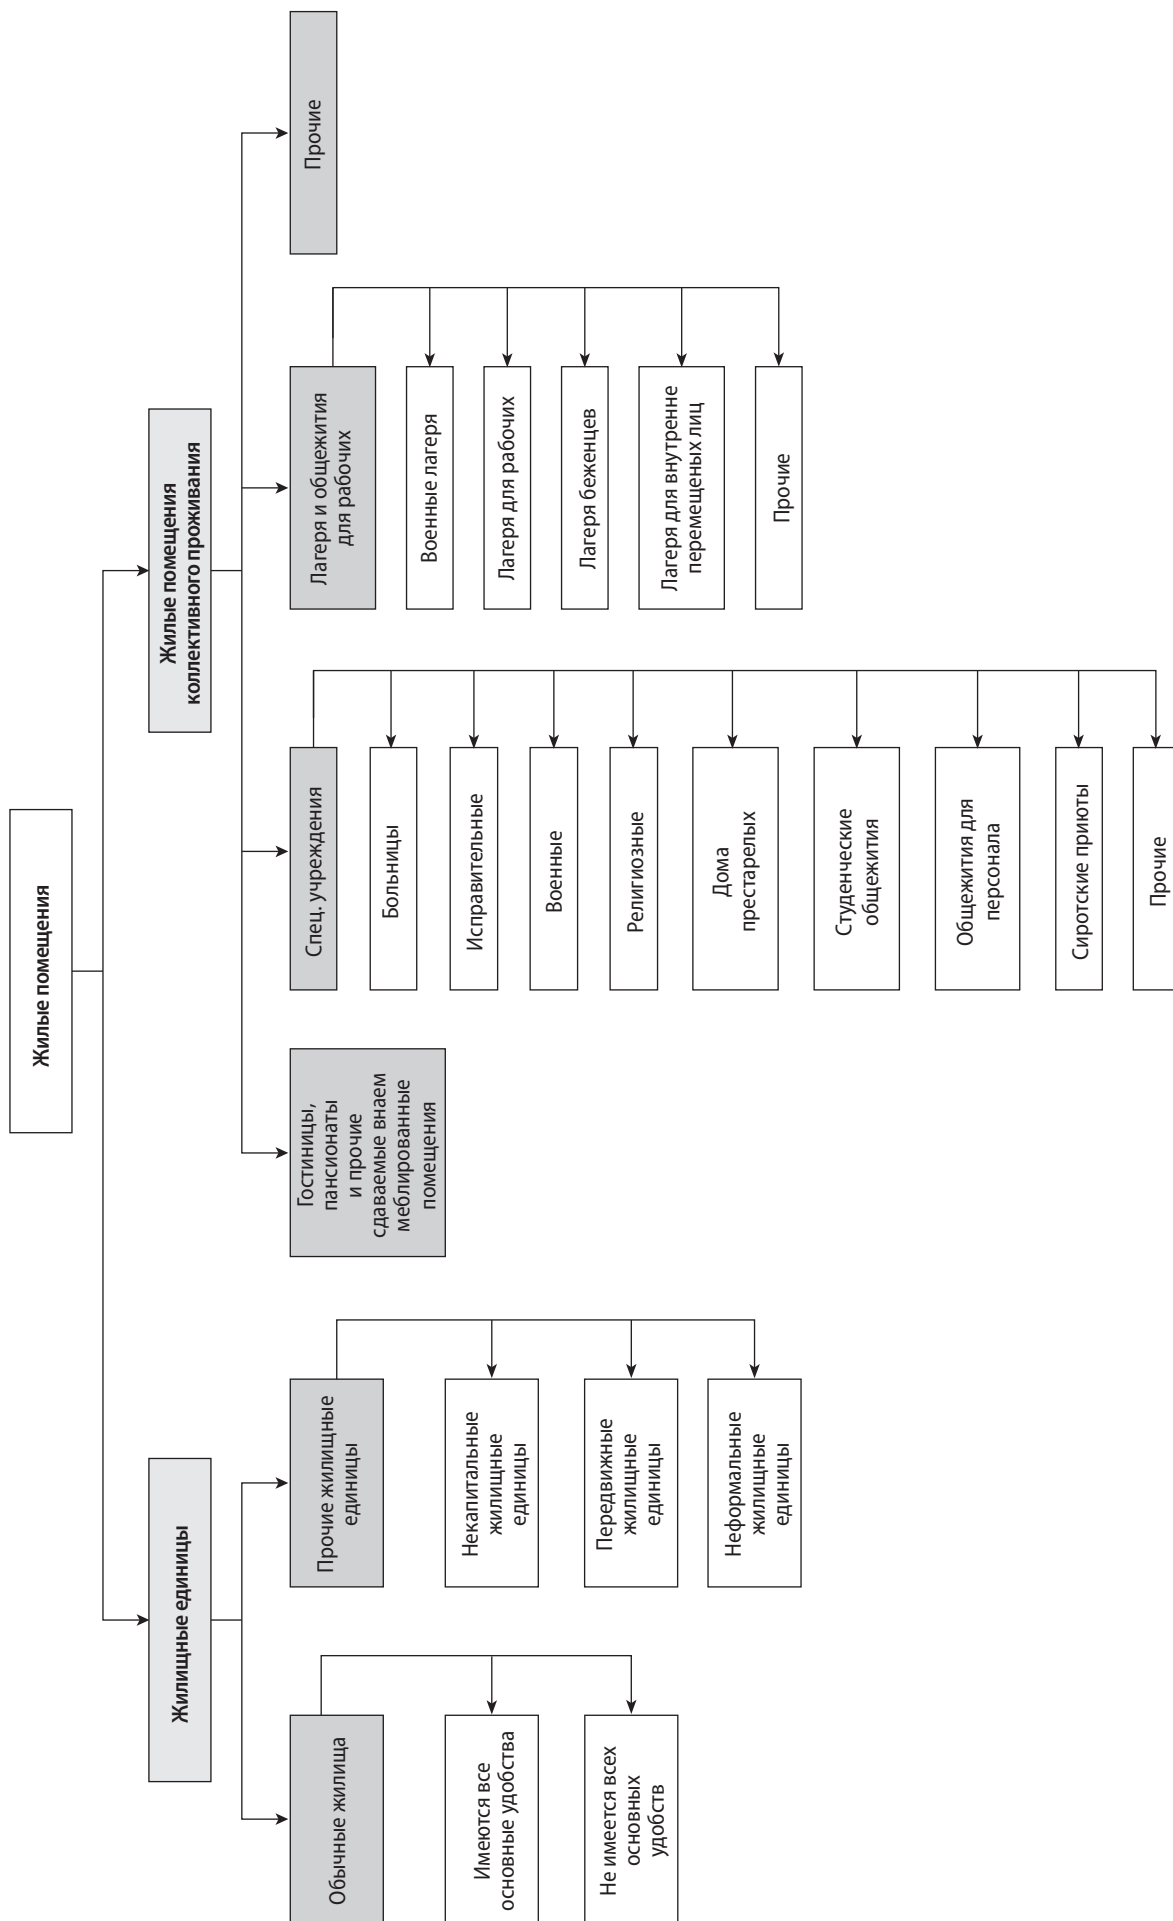 Жилые помещения
Жилищные единицы
Жилые помещения
коллективного проживания
Обычные жилища
Имеются все
основные удобства
Не имеется всех
основных
удобств
Прочие жилищные
единицы
Некапитальные
жилищные
единицы
Передвижные
жилищные
единицы
Неформальные
жилищные
единицы
Гостиницы,
пансионаты
и прочие
сдаваемые внаем
меблированные
помещения
Спец. учреждения
Больницы
Исправительные
Военные
Религиозные
Дома
престарелых
Студенческие
общежития
Общежития для
персонала
Сиротские приюты
Прочие
Лагеря и общежития
для рабочих
Военные лагеря
Лагеря для рабочих
Лагеря беженцев
Лагеря для внутренне
перемещеных лиц
Прочие
Прочие